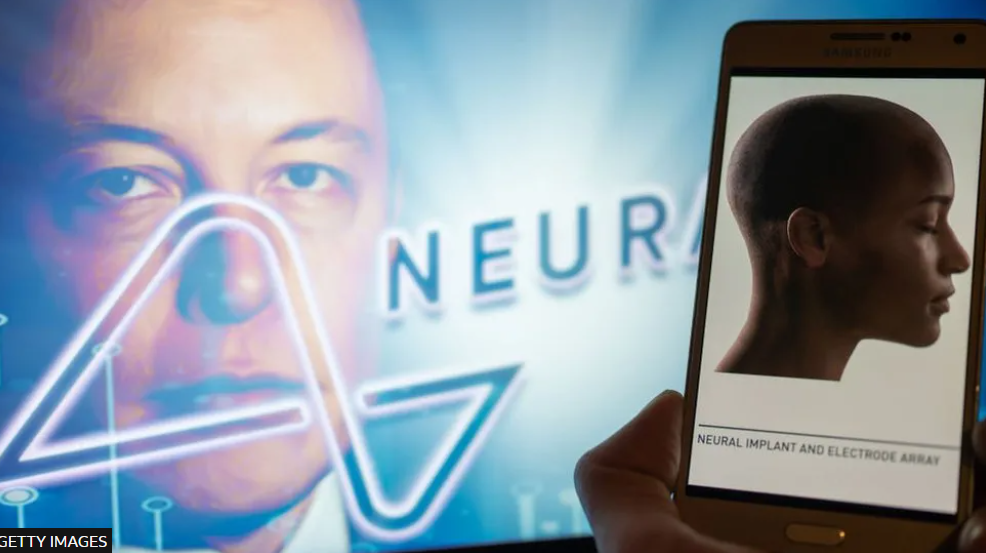 NEURA
SAMSUNG
NEURAL IMPLANT AND ELECTRODE ARRAY
GETTY IMAGES